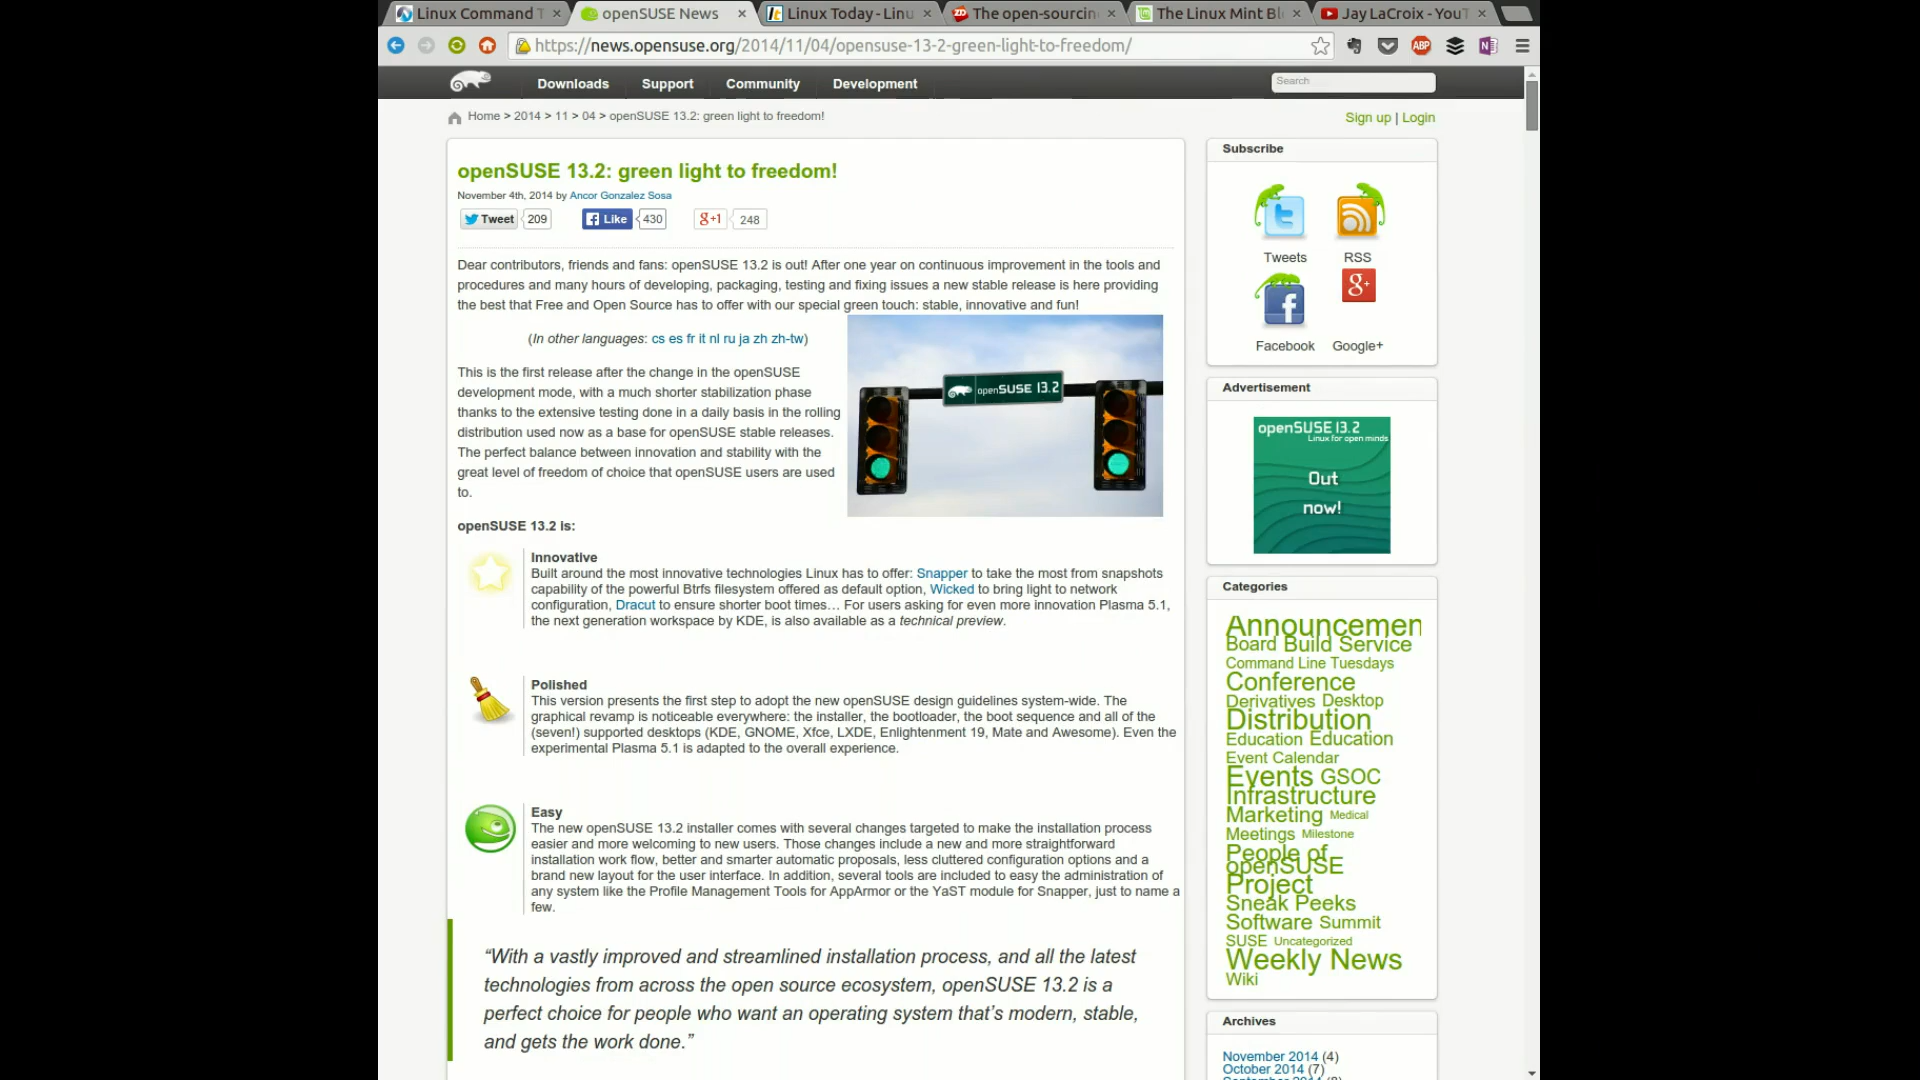 Linux Command T
openSUSE News
Linux Today - Linu
The open-sourcin
The Linux Mint Bl
Jay LaCroix - YouT
https://news.opensuse.org/2014/11/04/opensuse-13-2-green-light-to-freedom/
ABP
Downloads
Support
Community
Development
Search
Home > 2014 > 11 > 04 > openSUSE 13.2: green light to freedom!
Sign up | Login
openSUSE 13.2: green light to freedom!
November 4th, 2014 by Ancor Gonzalez Sosa
Tweet 209
Like 430
g+1 248
Dear contributors, friends and fans: openSUSE 13.2 is out! After one year on continuous improvement in the tools and
procedures and many hours of developing, packaging, testing and fixing issues a new stable release is here providing
the best that Free and Open Source has to offer with our special green touch: stable, innovative and fun!
(In other languages: cs es fr it nl ru ja zh zh-tw)
This is the first release after the change in the openSUSE
development mode, with a much shorter stabilization phase
thanks to the extensive testing done in a daily basis in the rolling
distribution used now as a base for openSUSE stable releases.
The perfect balance between innovation and stability with the
great level of freedom of choice that openSUSE users are used
to.
openSUSE 13.2
openSUSE 13.2 is:
Innovative
Built around the most innovative technologies Linux has to offer: Snapper to take the most from snapshots
capability of the powerful Btrfs filesystem offered as default option, Wicked to bring light to network
configuration, Dracut to ensure shorter boot times… For users asking for even more innovation Plasma 5.1,
the next generation workspace by KDE, is also available as a technical preview.
Polished
This version presents the first step to adopt the new openSUSE design guidelines system-wide. The
graphical revamp is noticeable everywhere: the installer, the bootloader, the boot sequence and all of the
(seven!) supported desktops (KDE, GNOME, Xfce, LXDE, Enlightenment 19, Mate and Awesome). Even the
experimental Plasma 5.1 is adapted to the overall experience.
Easy
The new openSUSE 13.2 installer comes with several changes targeted to make the installation process
easier and more welcoming to new users. Those changes include a new and more straightforward
installation work flow, better and smarter automatic proposals, less cluttered configuration options and a
brand new layout for the user interface. In addition, several tools are included to easy the administration of
any system like the Profile Management Tools for AppArmor or the YaST module for Snapper, just to name a
few.
“With a vastly improved and streamlined installation process, and all the latest
technologies from across the open source ecosystem, openSUSE 13.2 is a
perfect choice for people who want an operating system that’s modern, stable,
and gets the work done.”
Subscribe
Tweets
RSS
g+
Facebook
Google+
Advertisement
openSUSE 13.2
Linux for open minds
Out
now!
Categories
Announcemen
Board Build Service
Command Line Tuesdays
Conference
Derivatives Desktop
Distribution
Education Education
Event Calendar
Events GSOC
Infrastructure
Marketing Medical
Meetings Milestone
People of
openSUSE
Project
Sneak Peeks
Software Summit
SUSE Uncategorized
Weekly News
Wiki
Archives
November 2014 (4)
October 2014 (7)